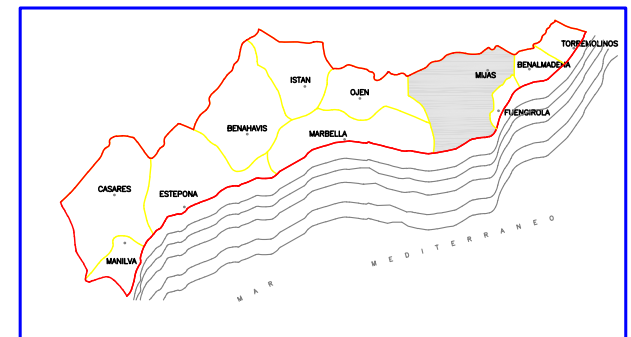 TORREMOLINOS
BENALMADENA
MIJAS
ISTAN
OJEN
FUENGIROLA
BENAHAVIS
MARBELLA
CASARES
ESTEPONA
MANILVA
MAR MEDITERRANEO